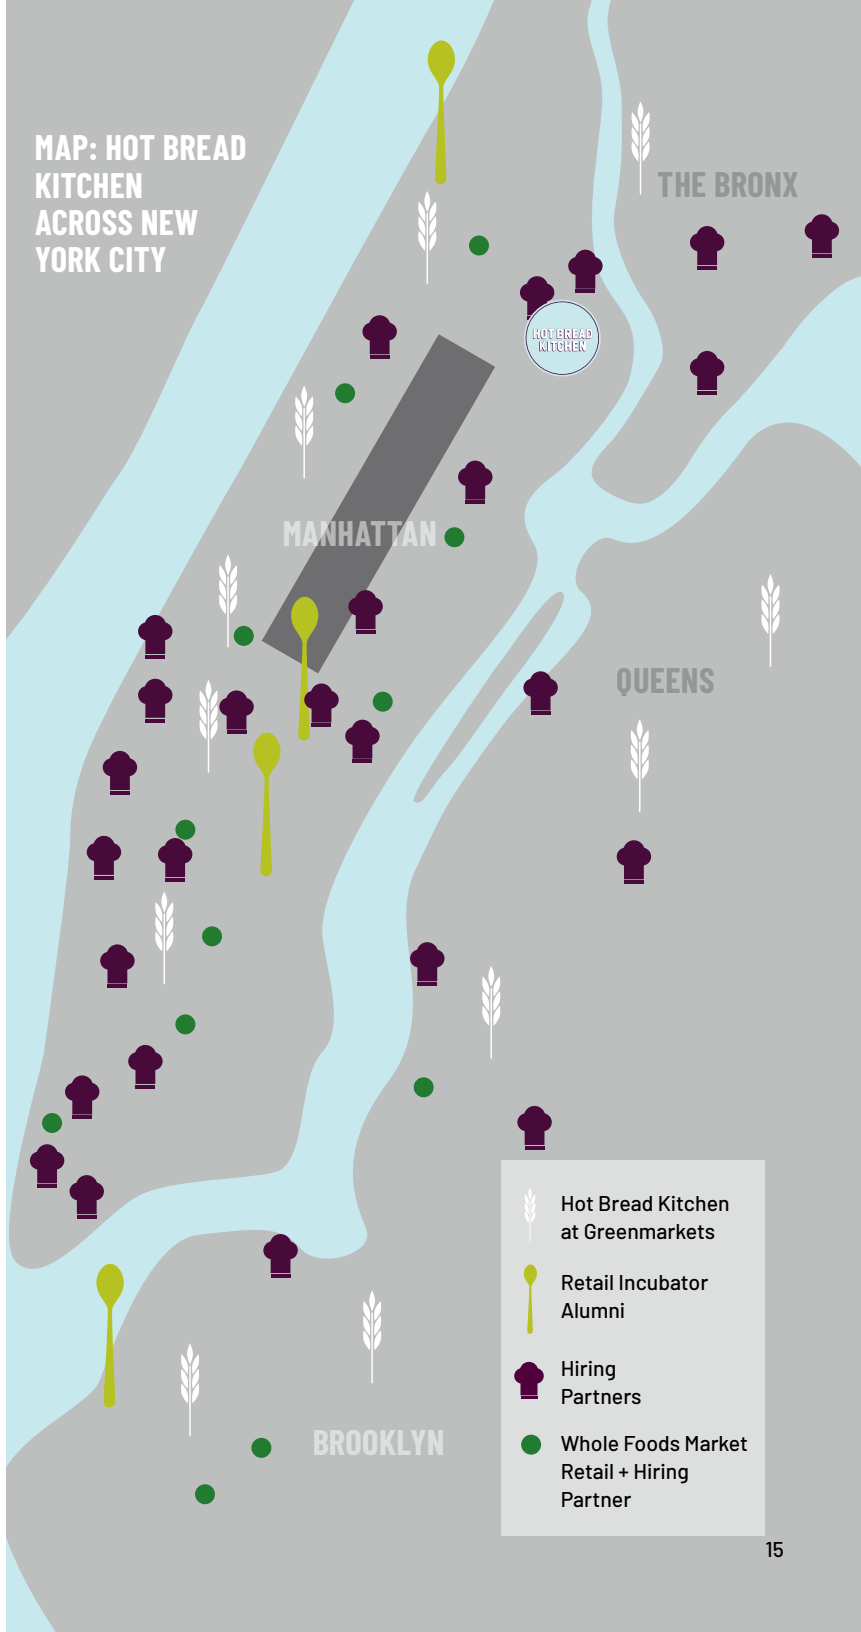 MAP: HOT BREAD
KITCHEN
ACROSS NEW
YORK CITY
THE BRONX
HOT BREAD
KITCHEN
MANHATTAN
QUEENS
BROOKLYN
Hot Bread Kitchen
at Greenmarkets
Retail Incubator
Alumni
Hiring
Partners
Whole Foods Market
Retail + Hiring
Partner
15